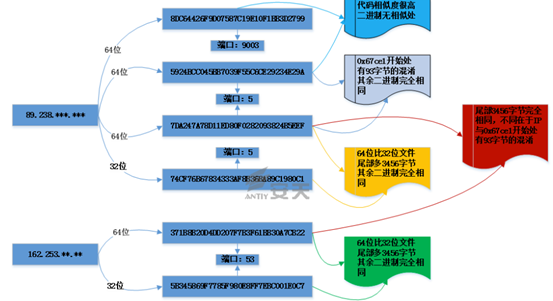 8DC64426F9D07587C19E10F1BB3D2799
代码相似度很高
二进制无相似处
64位
端口:9003
64位
0x67ce1开始处
有93字节的混淆
其余二进制完全相
同
端口:5
89.238.***.***
64位
7DA247A78D11ED80F0282093824B5EEF
尾部3456字节完
全相同,不同在于IP
与0x67ce1开始处
有93字节的混淆
端口:5
64位比32位文件
尾部多3456字节
其余二进制完全相
同
32位
74CF76B67834333AF8B36BA89C1980C1
ANTIY 安天
64位
371B8B20D4DD207F7B3F61BB30A7CB22
162.253.**.**
端口:53
64位比32位文件
尾部多3456字节
其余二进制完全相
同
32位
5B345869F7785F980E8FF7EBC001E0C7